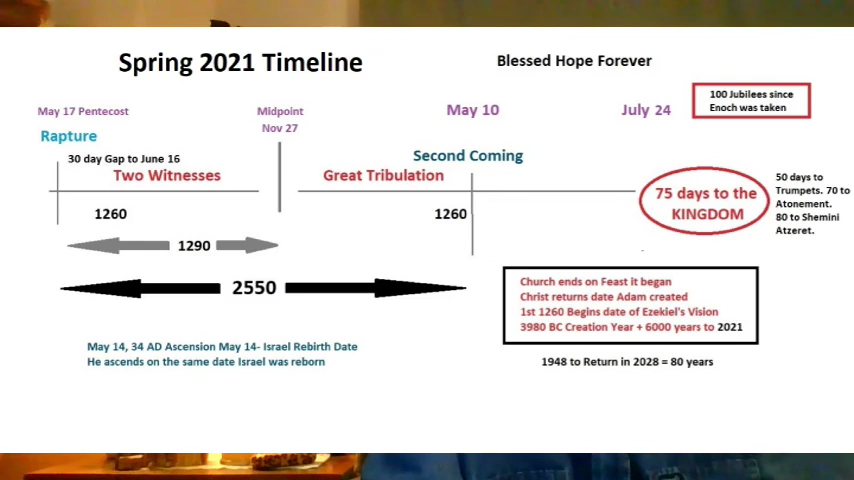 Spring 2021 Timeline
Blessed Hope Forever
100 Jubilees since
Enoch was taken
May 17 Pentecost
Midpoint
Nov 27
May 10
July 24
Rapture
30 day Gap to June 16
Second Coming
Two Witnesses
Great Tribulation
75 days to the
KINGDOM
50 days to
Trumpets. 70 to
Atonement.
80 to Shemini
Atzeret.
1260
1260
1290
2550
Church ends on Feast it began
Christ returns date Adam created
1st 1260 Begins date of Ezekiel's Vision
3980 BC Creation Year + 6000 years to 2021
May 14, 34 AD Ascension May 14- Israel Rebirth Date
He ascends on the same date Israel was reborn
1948 to Return in 2028 = 80 years